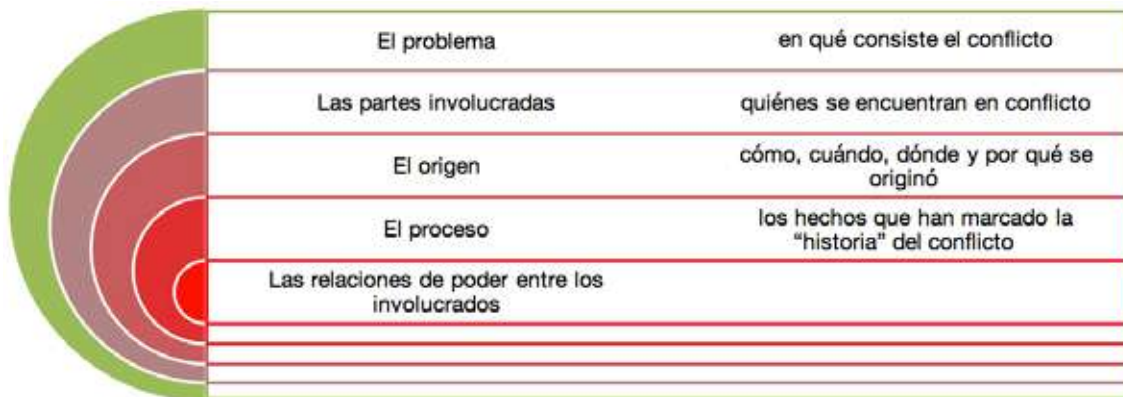 El problema
en qué consiste el conflicto
Las partes involucradas
quiénes se encuentran en conflicto
El origen
cómo, cuándo, dónde y por qué se
originó
El proceso
los hechos que han marcado la
“historia” del conflicto
Las relaciones de poder entre los
involucrados